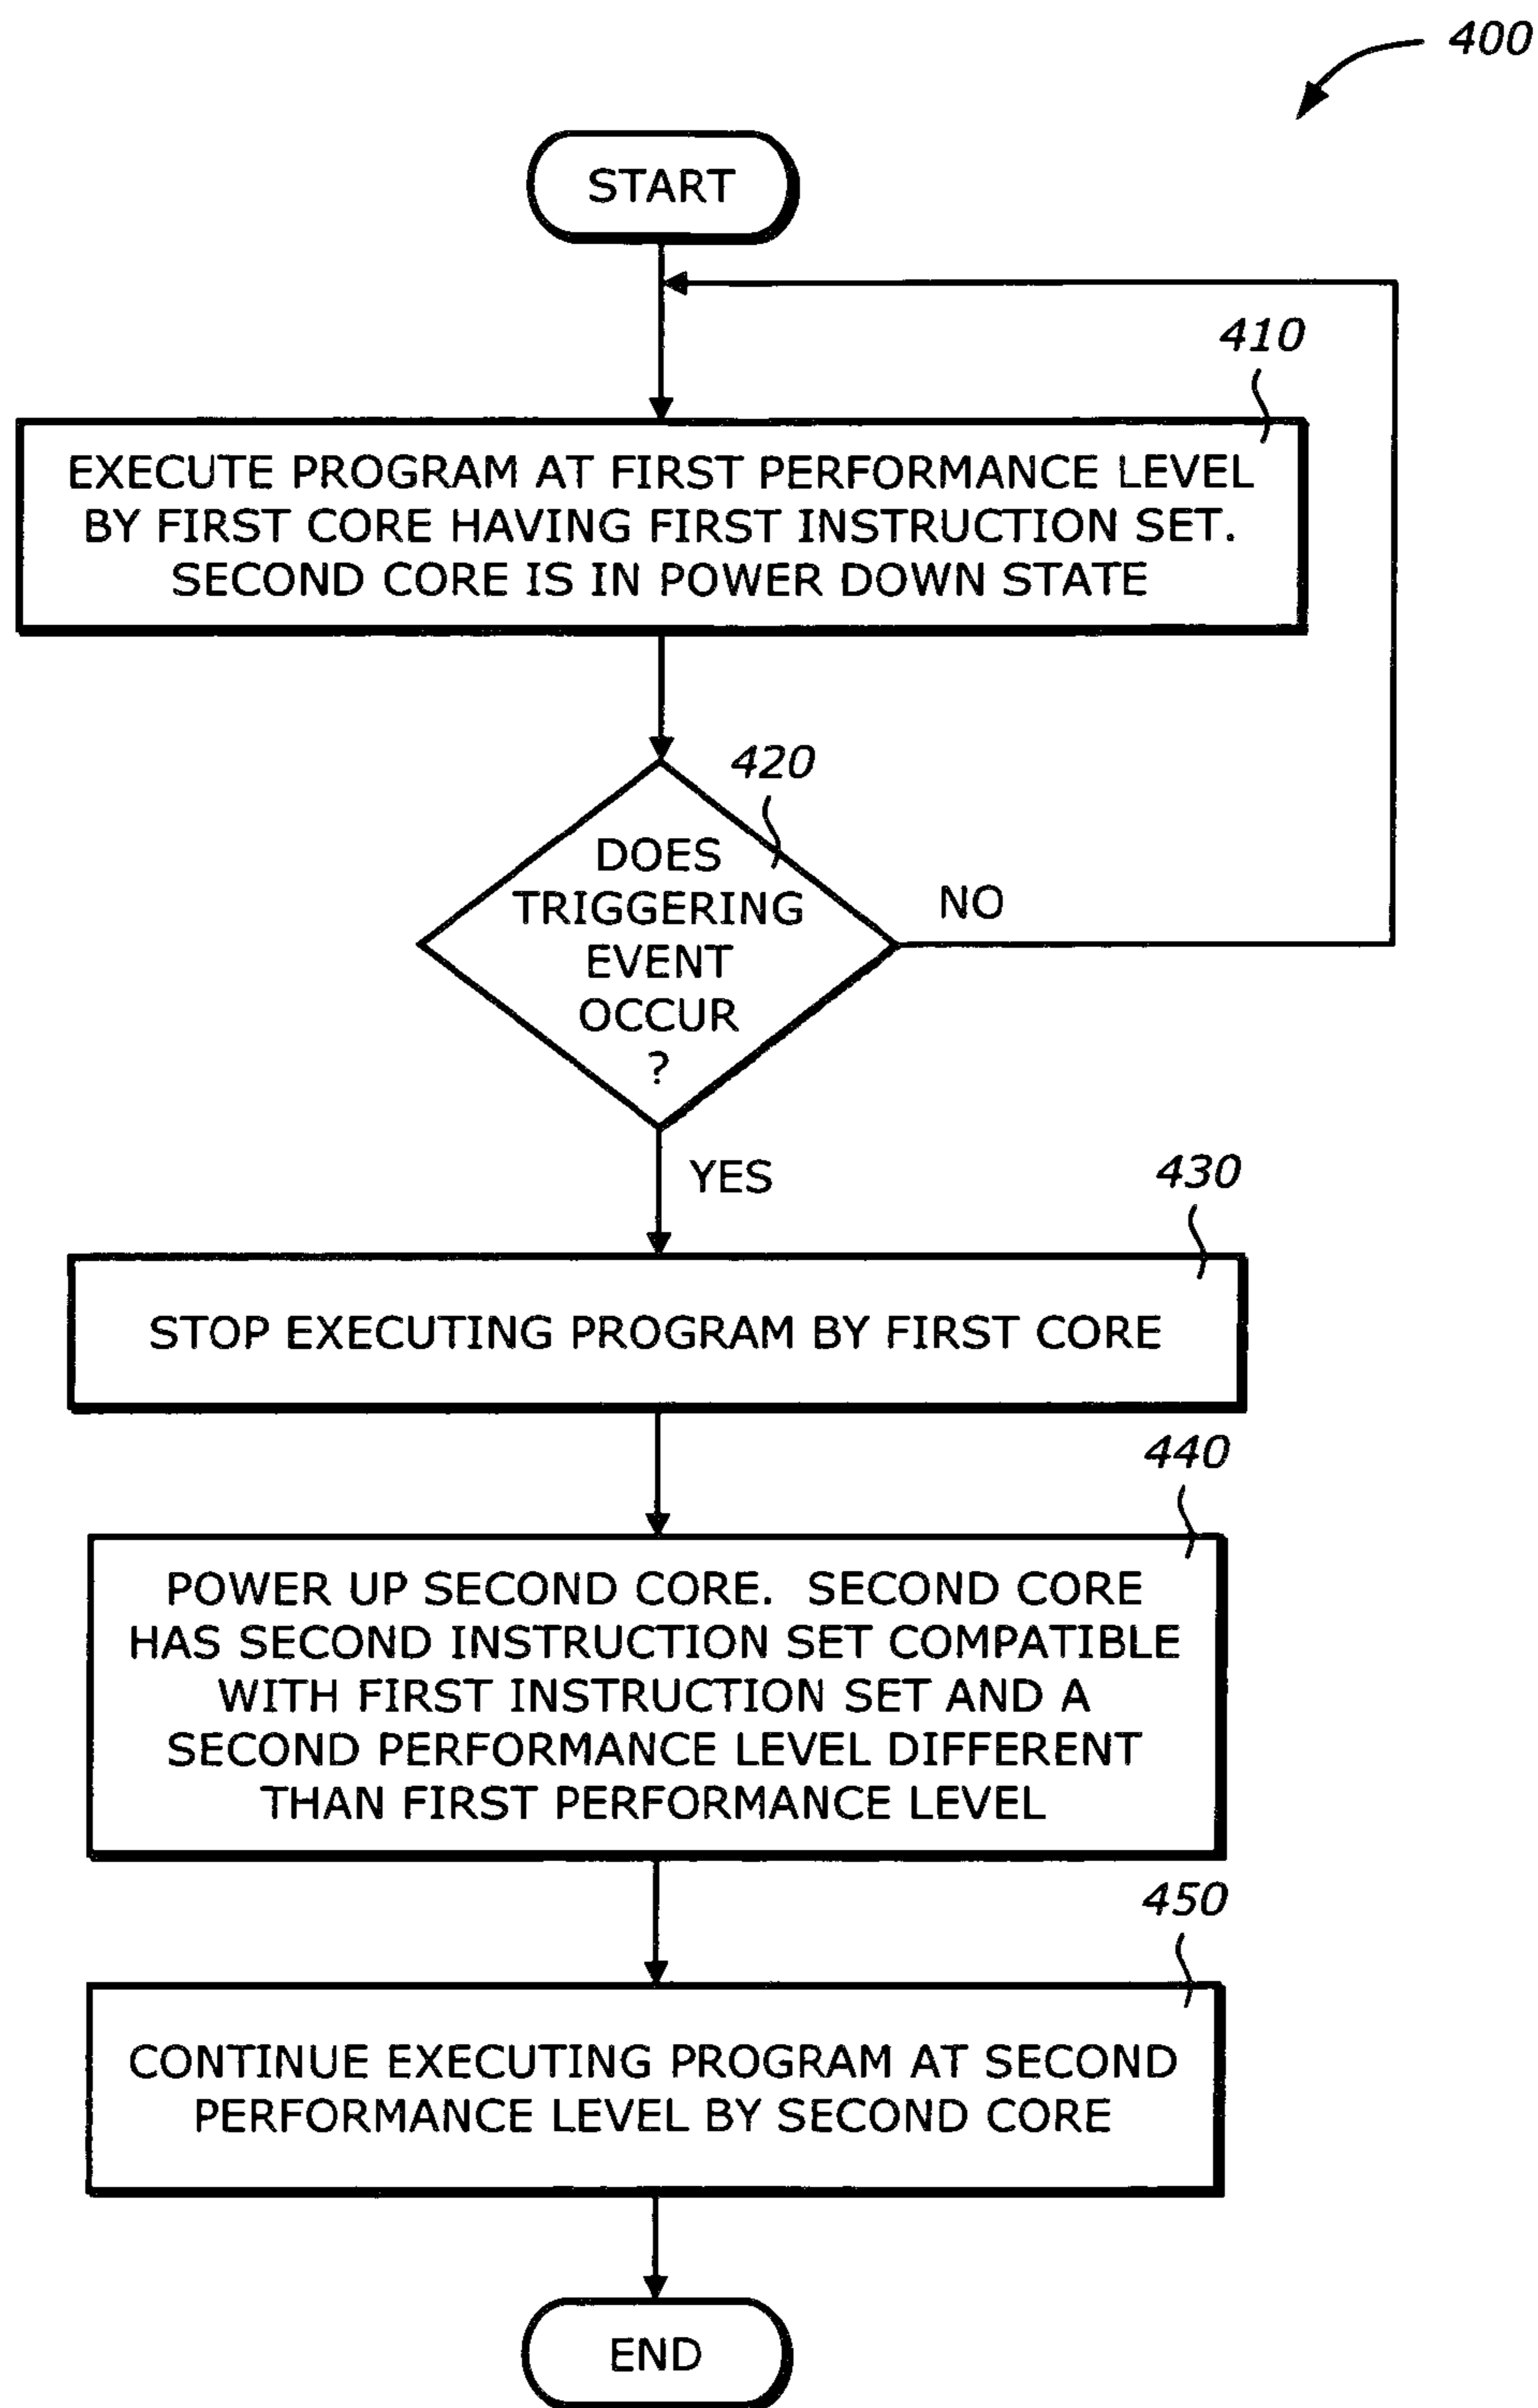 400
START
410
EXECUTE PROGRAM AT FIRST PERFORMANCE LEVEL
BY FIRST CORE HAVING FIRST INSTRUCTION SET.
SECOND CORE IS IN POWER DOWN STATE
420
DOES
TRIGGERING
EVENT
OCCUR
?
NO
YES
430
STOP EXECUTING PROGRAM BY FIRST CORE
440
POWER UP SECOND CORE. SECOND CORE
HAS SECOND INSTRUCTION SET COMPATIBLE
WITH FIRST INSTRUCTION SET AND A
SECOND PERFORMANCE LEVEL DIFFERENT
THAN FIRST PERFORMANCE LEVEL
450
CONTINUE EXECUTING PROGRAM AT SECOND
PERFORMANCE LEVEL BY SECOND CORE
END